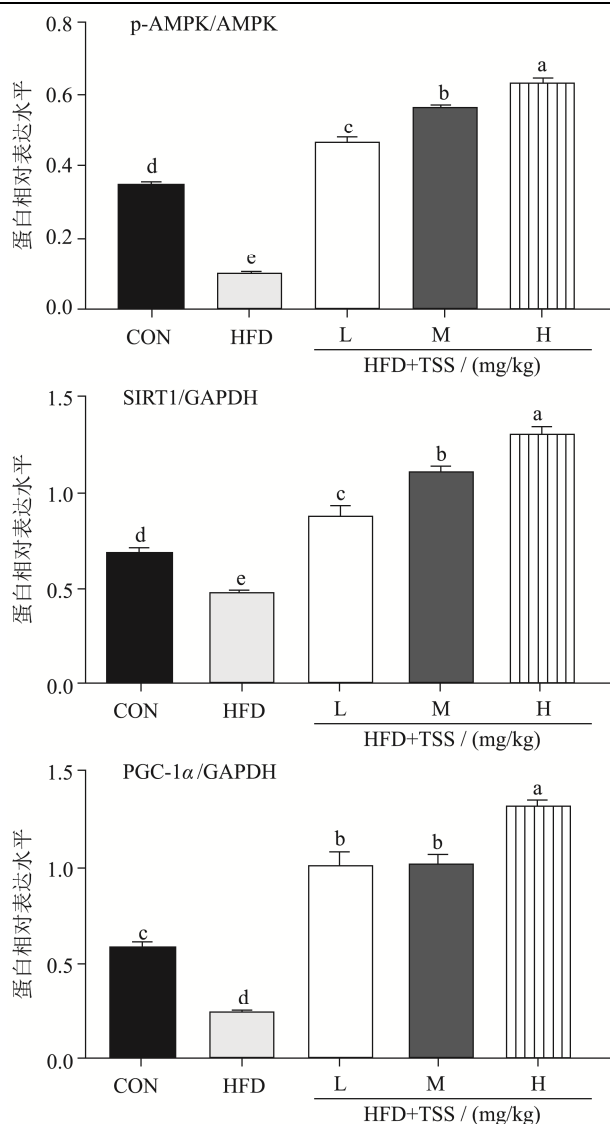 p-AMPK/AMPK
蛋白相对表达水平
0.8
0.6
0.4
0.2
0.0
d
e
c
b
a
CON HFD L M H
HFD+TSS / (mg/kg)
SIRT1/GAPDH
蛋白相对表达水平
1.5
1.0
0.5
0.0
d
e
c
b
a
CON HFD L M H
HFD+TSS / (mg/kg)
PGC-1α/GAPDH
蛋白相对表达水平
1.5
1.0
0.5
0.0
c
d
b
b
a
CON HFD L M H
HFD+TSS / (mg/kg)